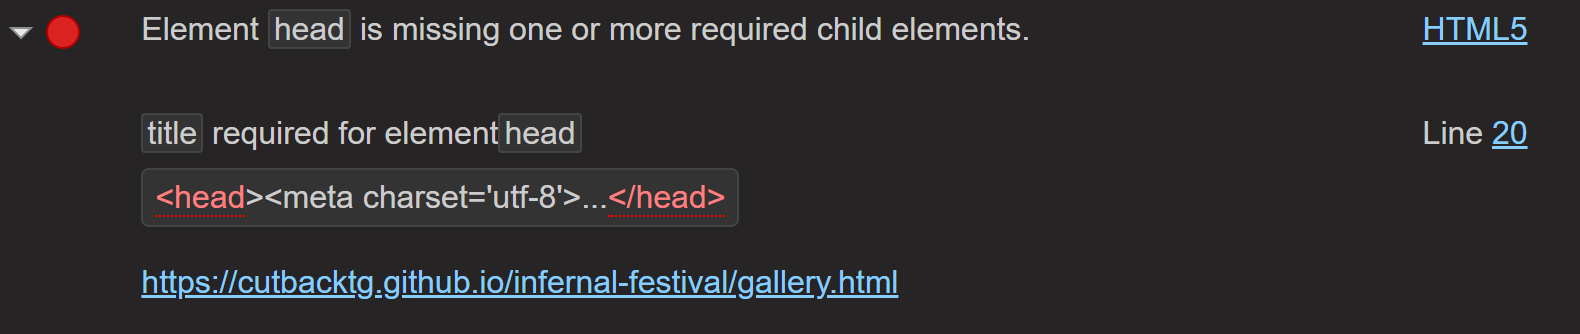 Element head is missing one or more required child elements. HTML5
title required for element head Line 20
<head><meta charset='utf-8'>...</head>
https://cutbacktg.github.io/infernal-festival/gallery.html